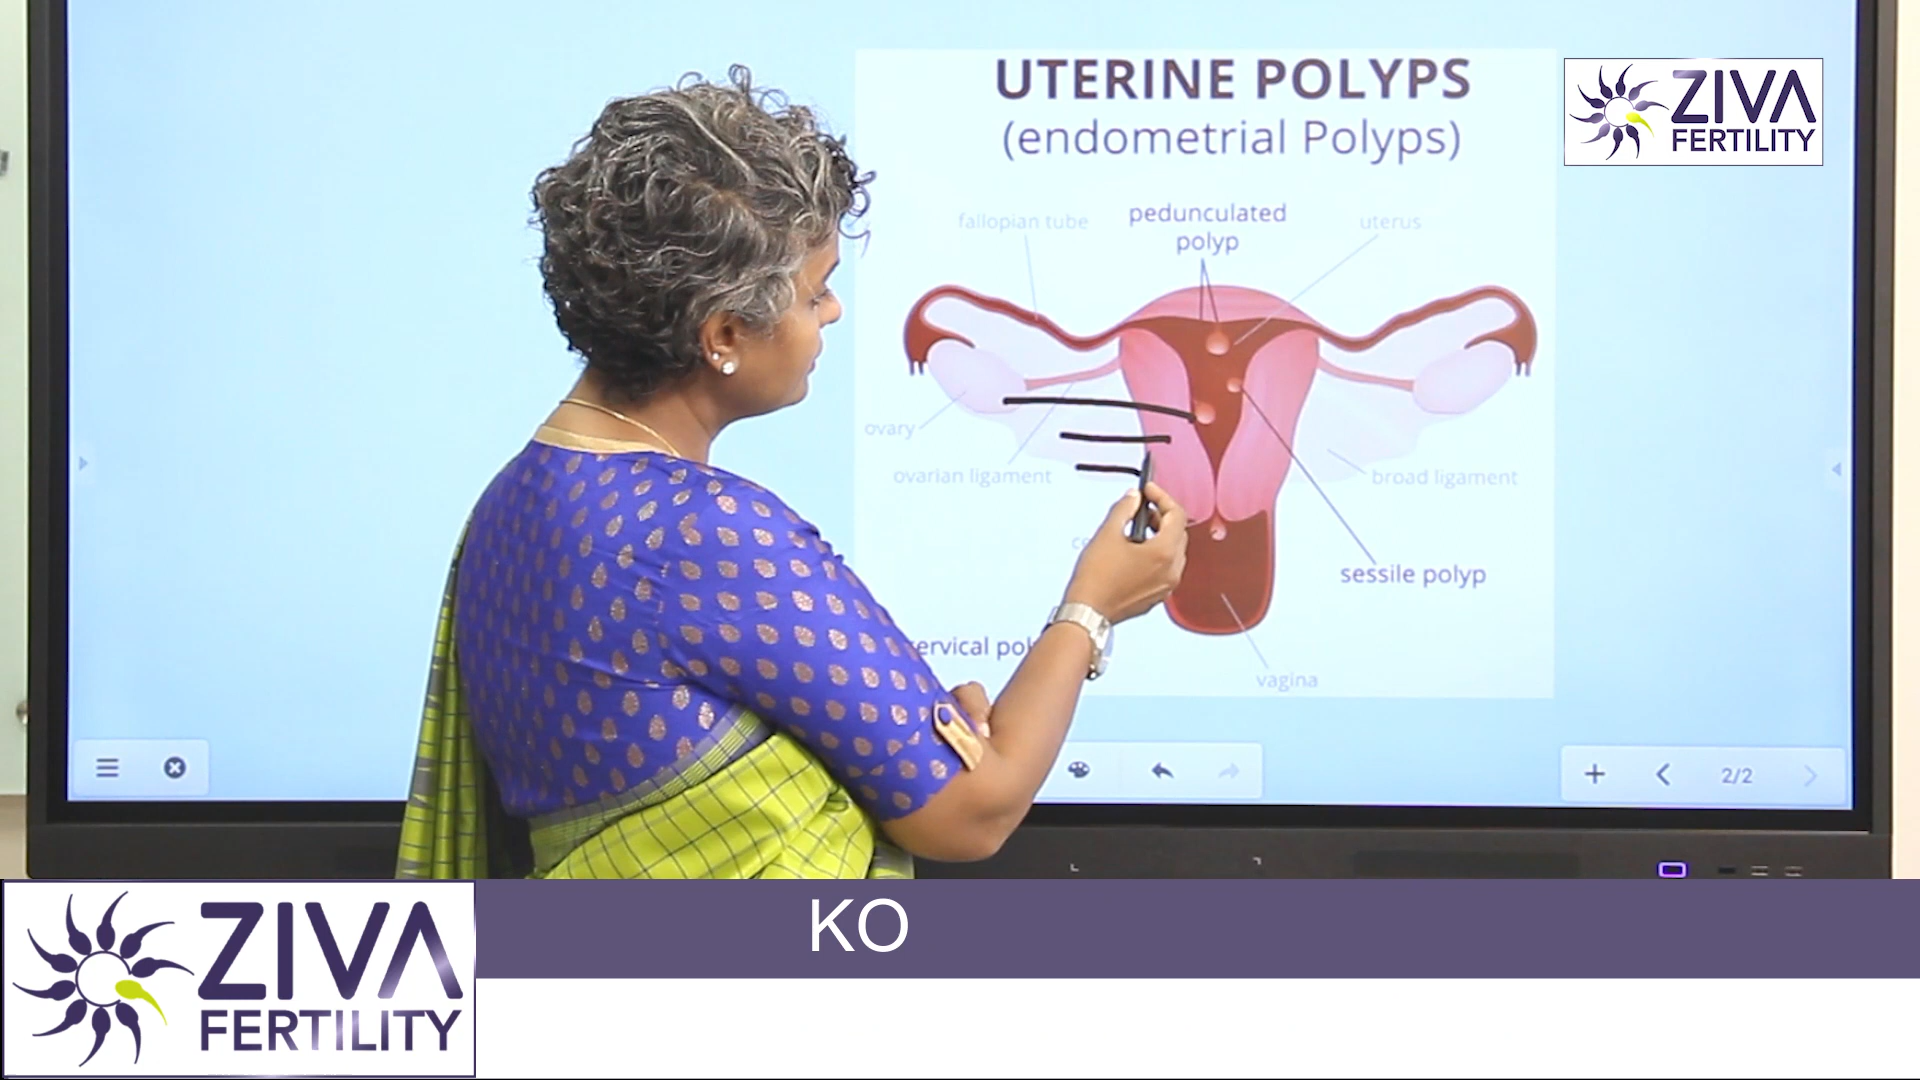 UTERINE POLYPS
(endometrial Polyps)
ZIVA
FERTILITY
fallopian tube
pedunculated
polyp
uterus
ovary
ovarian ligament
broad ligament
sessile polyp
vagina
2/2
KO
ZIVA
FERTILITY